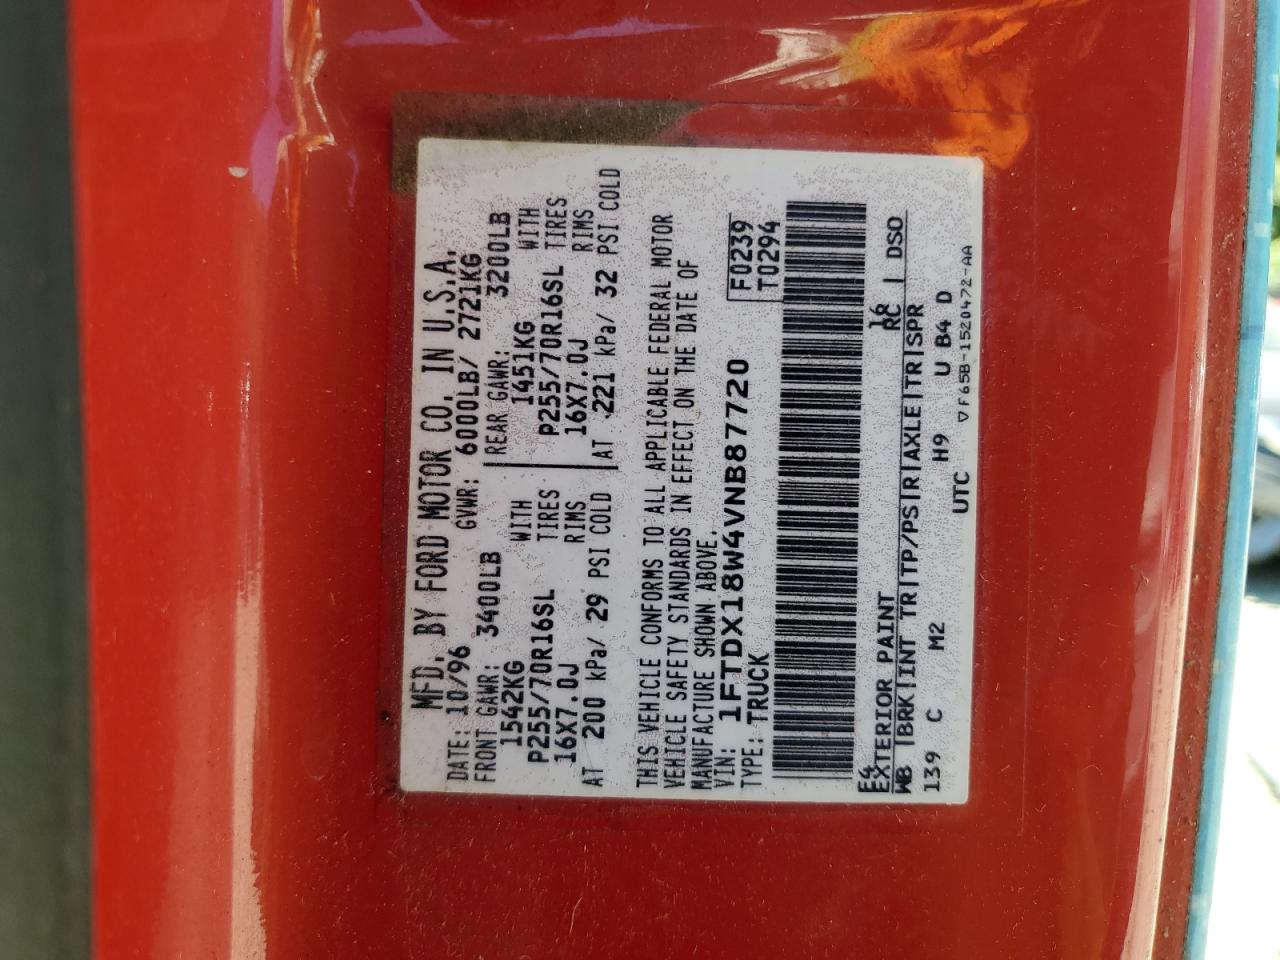 MFD. BY FORD MOTOR CO. IN U.S.A.
DATE: 10/96 GVWR: 6000LB/ 2721KG
FRONT GAWR: 3400LB REAR GAWR: 3200LB
1542KG WITH 1451KG WITH
P255/70R16SL TIRES P255/70R16SL TIRES
16X7.0J RIMS 16X7.0J RIMS
AT 200 kPa/ 29 PSI COLD AT 221 kPa/ 32 PSI COLD
THIS VEHICLE CONFORMS TO ALL APPLICABLE FEDERAL MOTOR
VEHICLE SAFETY STANDARDS IN EFFECT ON THE DATE OF
MANUFACTURE SHOWN ABOVE.
VIN: 1FTDX18W4VNB87720 F0239
TYPE: TRUCK T0294
E4 16
EXTERIOR PAINT RC DSO
WB BRK INT TR TP/PS R AXLE TR SPR
139 C M2 H9 U B4 D
UTC ▽F65B-1520472-AA